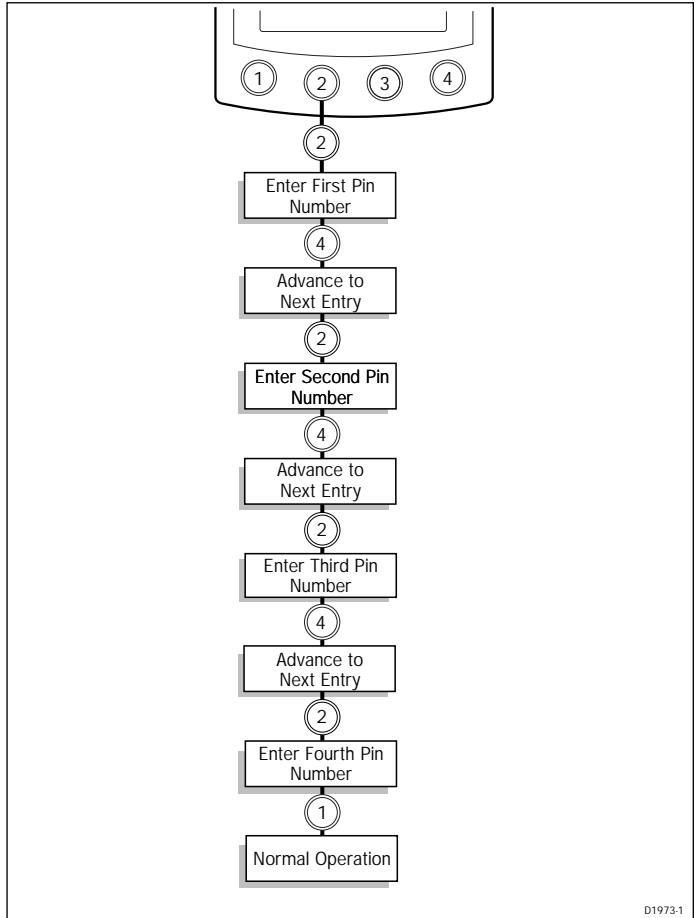 1 2 3 4
2
Enter First Pin
Number
4
Advance to
Next Entry
2
Enter Second Pin
Number
4
Advance to
Next Entry
2
Enter Third Pin
Number
4
Advance to
Next Entry
2
Enter Fourth Pin
Number
1
Normal Operation
D1973-1